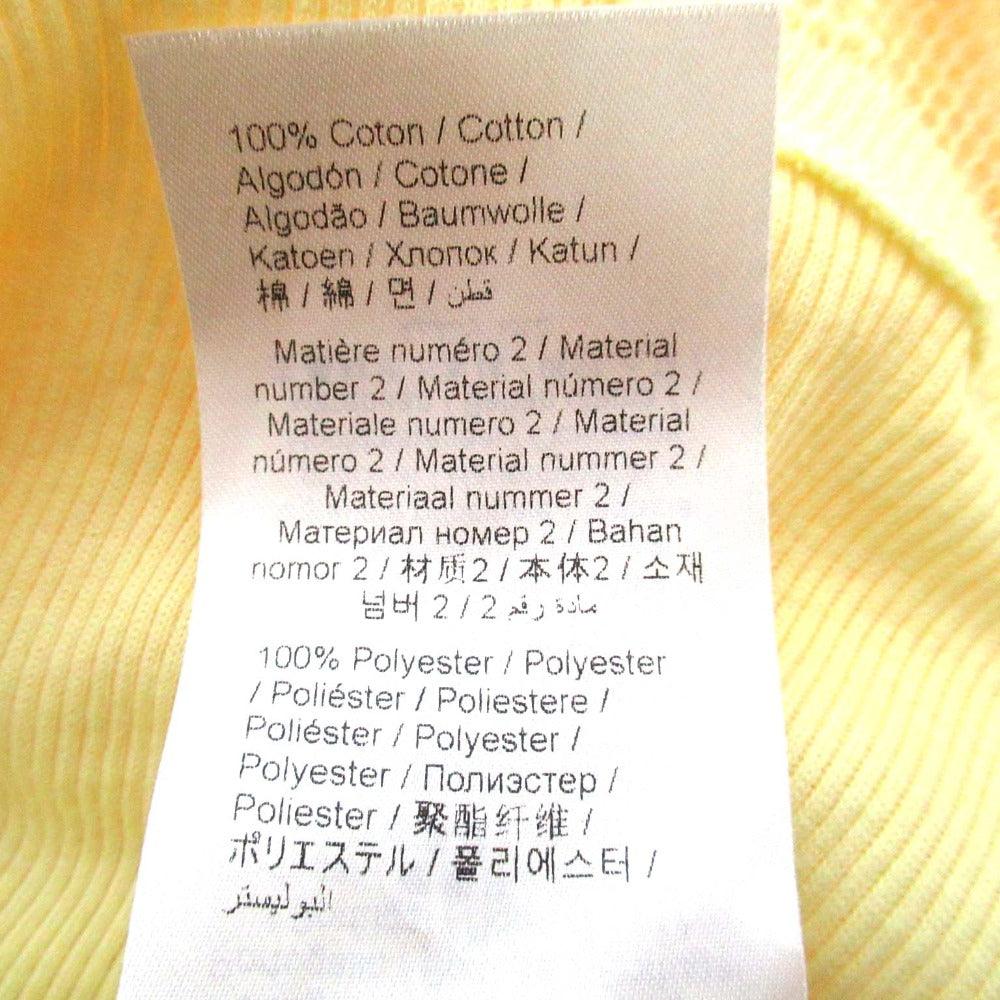 100% Coton / Cotton /
Algodón / Cotone /
Algodão / Baumwolle /
Katoen / Хлопок / Katun /
棉 / 綿 / 면 / قطن
Matière numéro 2 / Material
number 2 / Material número 2 /
Materiale numero 2 / Material
número 2 / Material nummer 2 /
Materiaal nummer 2 /
Материал номер 2 / Bahan
nomor 2 / 材质2 / 本体2 / 소재
넘버 2 / مادة رقم 2
100% Polyester / Polyester
/ Poliéster / Poliestere /
Poliéster / Polyester /
Polyester / Полиэстер /
Poliester / 聚酯纤维 /
ポリエステル / 폴리에스터 /
البوليستر